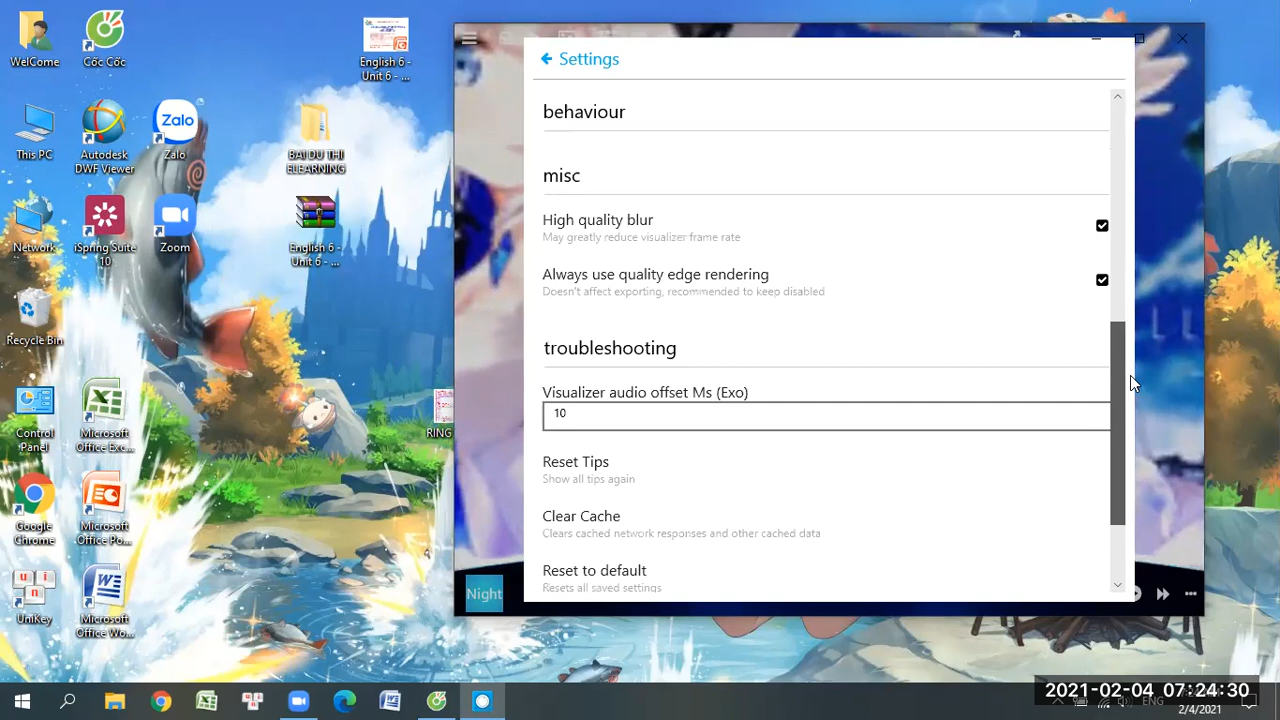 WelCome
Cốc Cốc
English 6 -
Unit 6 - ...
This PC
Autodesk
DWF Viewer
Zalo
Zalo
BAI DU THI
ELEARNING
Network
iSpring Suite
10
Zoom
English 6 -
Unit 6 - ...
Recycle Bin
Control
Panel
Microsoft
Office Exc...
RING
Google
Chrome
Microsoft
Office Po...
UniKey
Microsoft
Office Wo...
Settings
behaviour
misc
High quality blur
May greatly reduce visualizer frame rate
Always use quality edge rendering
Doesn't affect exporting, recommended to keep disabled
troubleshooting
Visualizer audio offset Ms (Exo)
10
Reset Tips
Show all tips again
Clear Cache
Clears cached network responses and other cached data
Reset to default
Resets all saved settings
Night
2021-02-04 07:24:30
ENG
2/4/2021